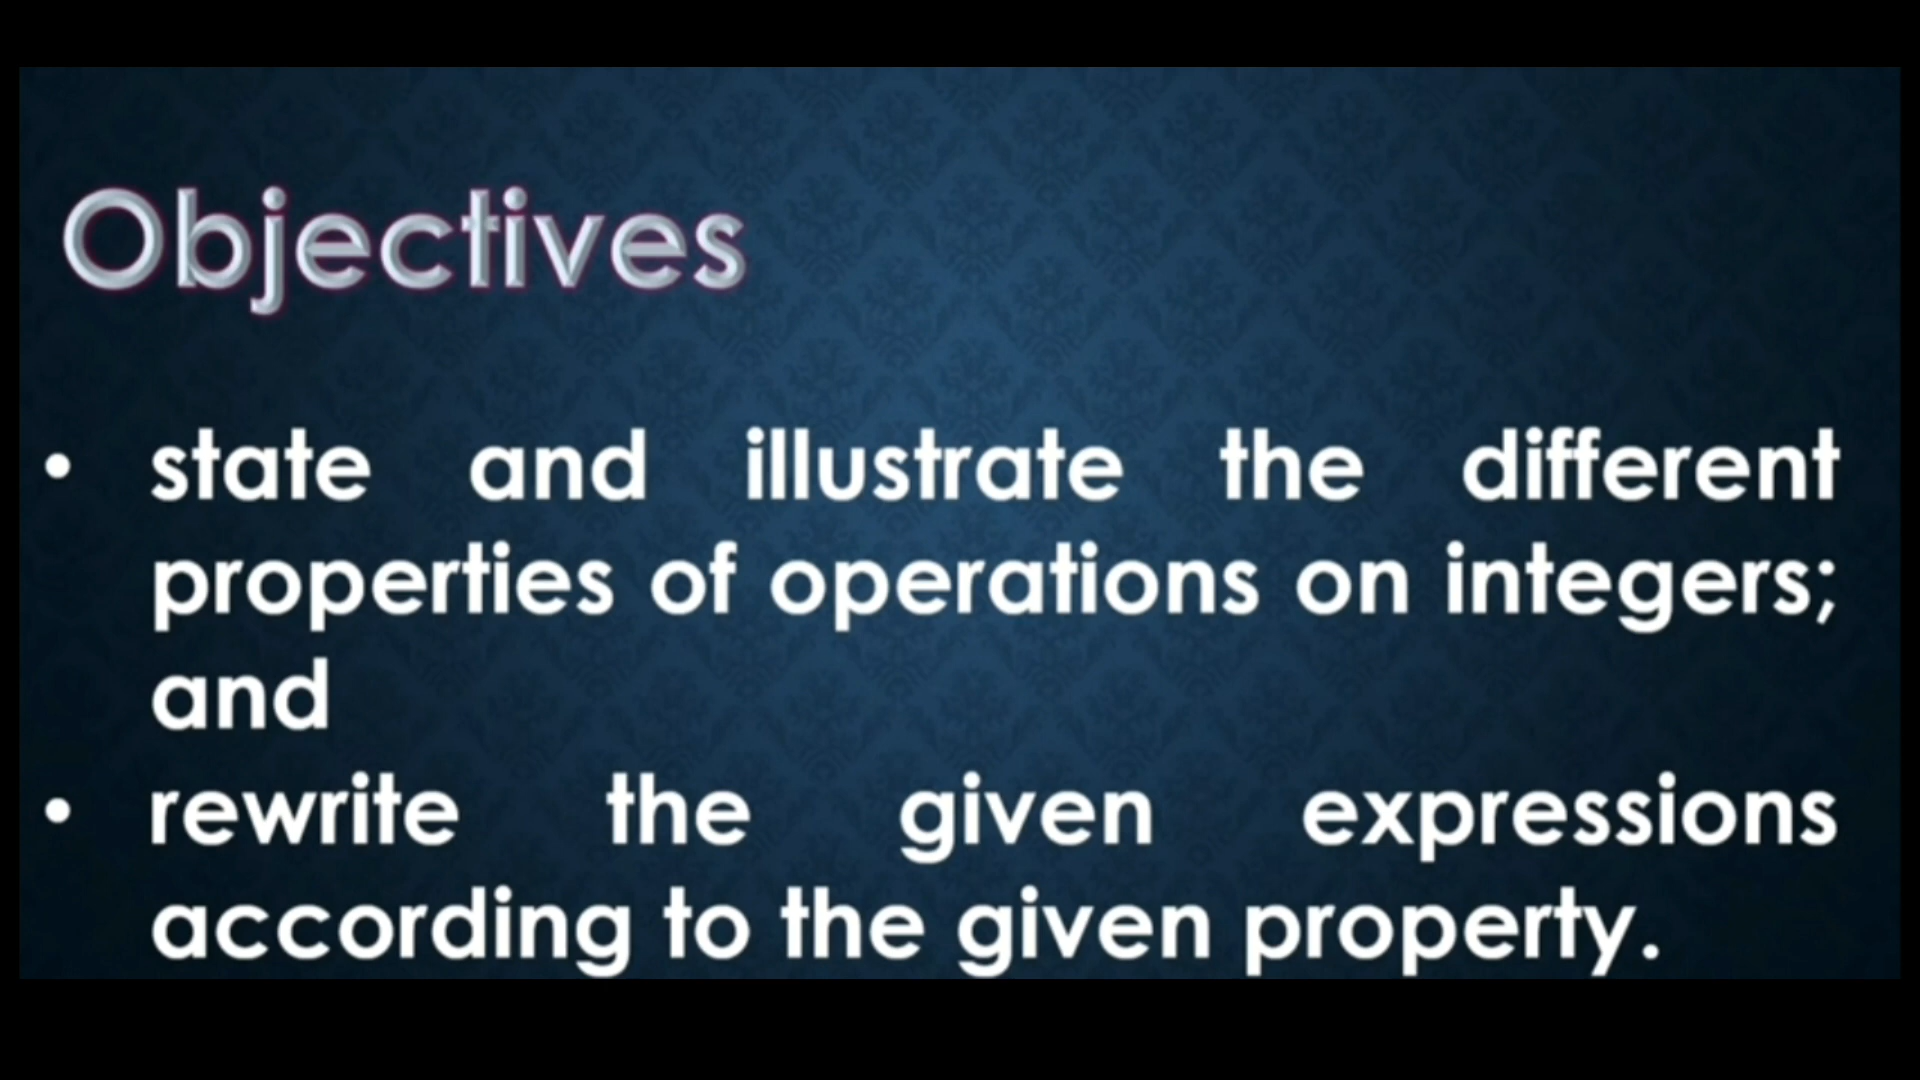 Objectives
• state and illustrate the different
properties of operations on integers;
and
• rewrite the given expressions
according to the given property.